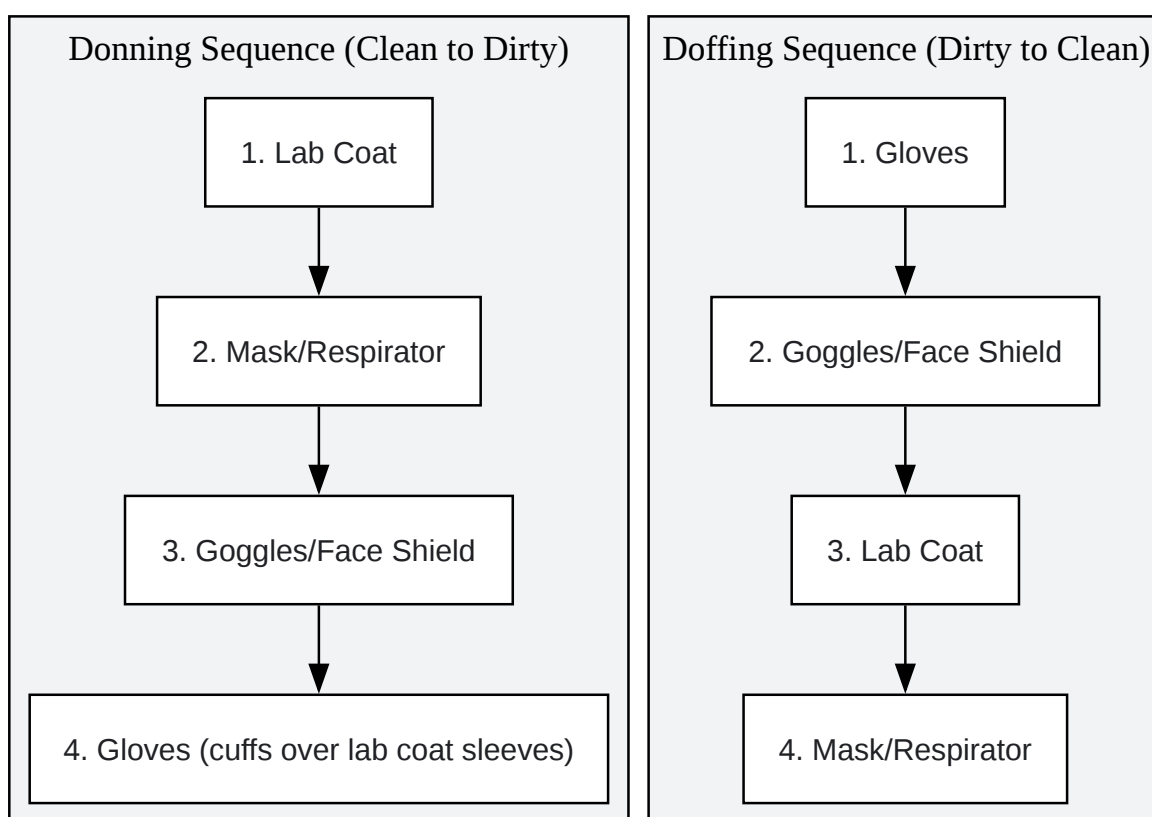 Donning Sequence (Clean to Dirty)
1. Lab Coat
2. Mask/Respirator
3. Goggles/Face Shield
4. Gloves (cuffs over lab coat sleeves)
Doffing Sequence (Dirty to Clean)
1. Gloves
2. Goggles/Face Shield
3. Lab Coat
4. Mask/Respirator